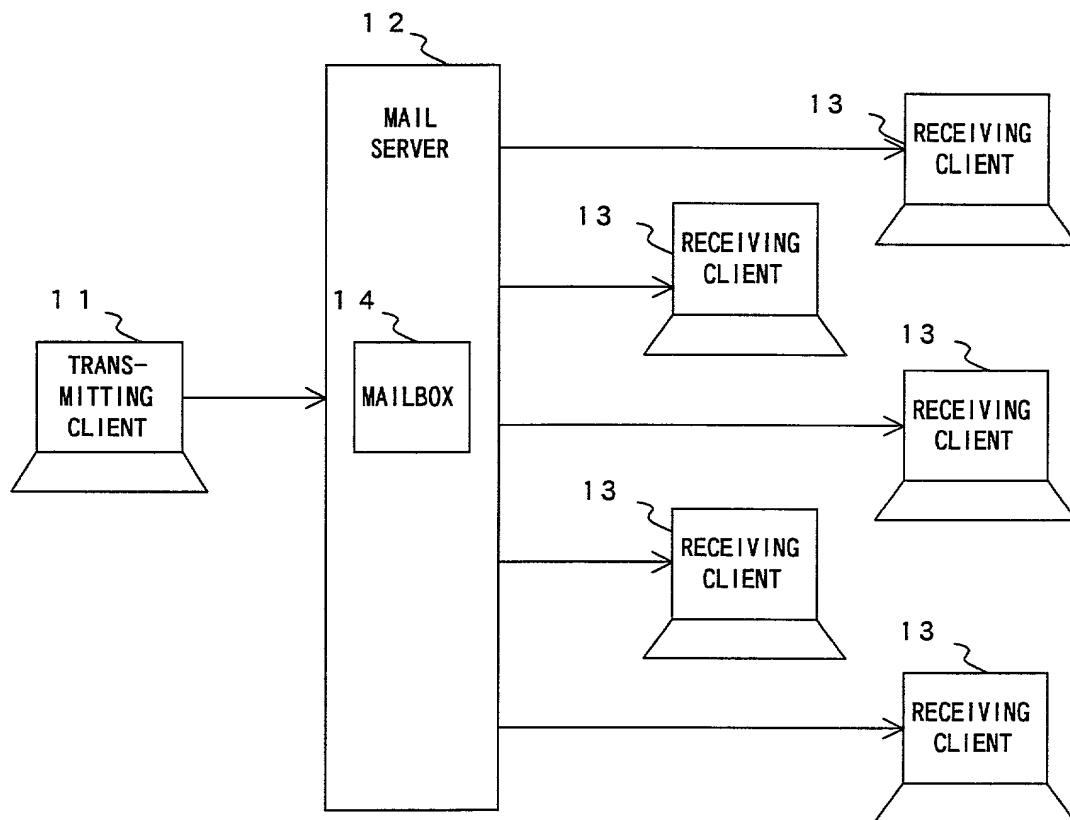 12
MAIL
SERVER
13
RECEIVING
CLIENT
13
RECEIVING
CLIENT
11
TRANS-
MITTING
CLIENT
14
MAILBOX
13
RECEIVING
CLIENT
13
RECEIVING
CLIENT
13
RECEIVING
CLIENT